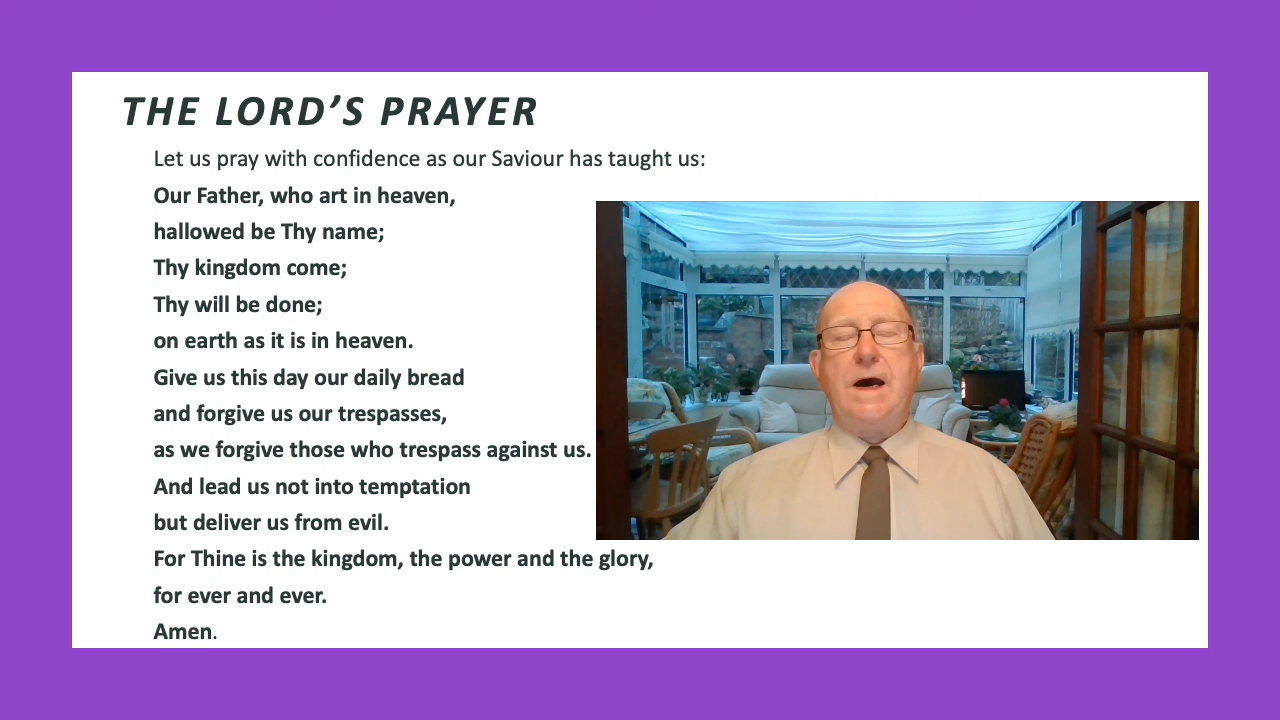 THE LORD’S PRAYER
Let us pray with confidence as our Saviour has taught us:
Our Father, who art in heaven,
hallowed be Thy name;
Thy kingdom come;
Thy will be done;
on earth as it is in heaven.
Give us this day our daily bread
and forgive us our trespasses,
as we forgive those who trespass against us.
And lead us not into temptation
but deliver us from evil.
For Thine is the kingdom, the power and the glory,
for ever and ever.
Amen.